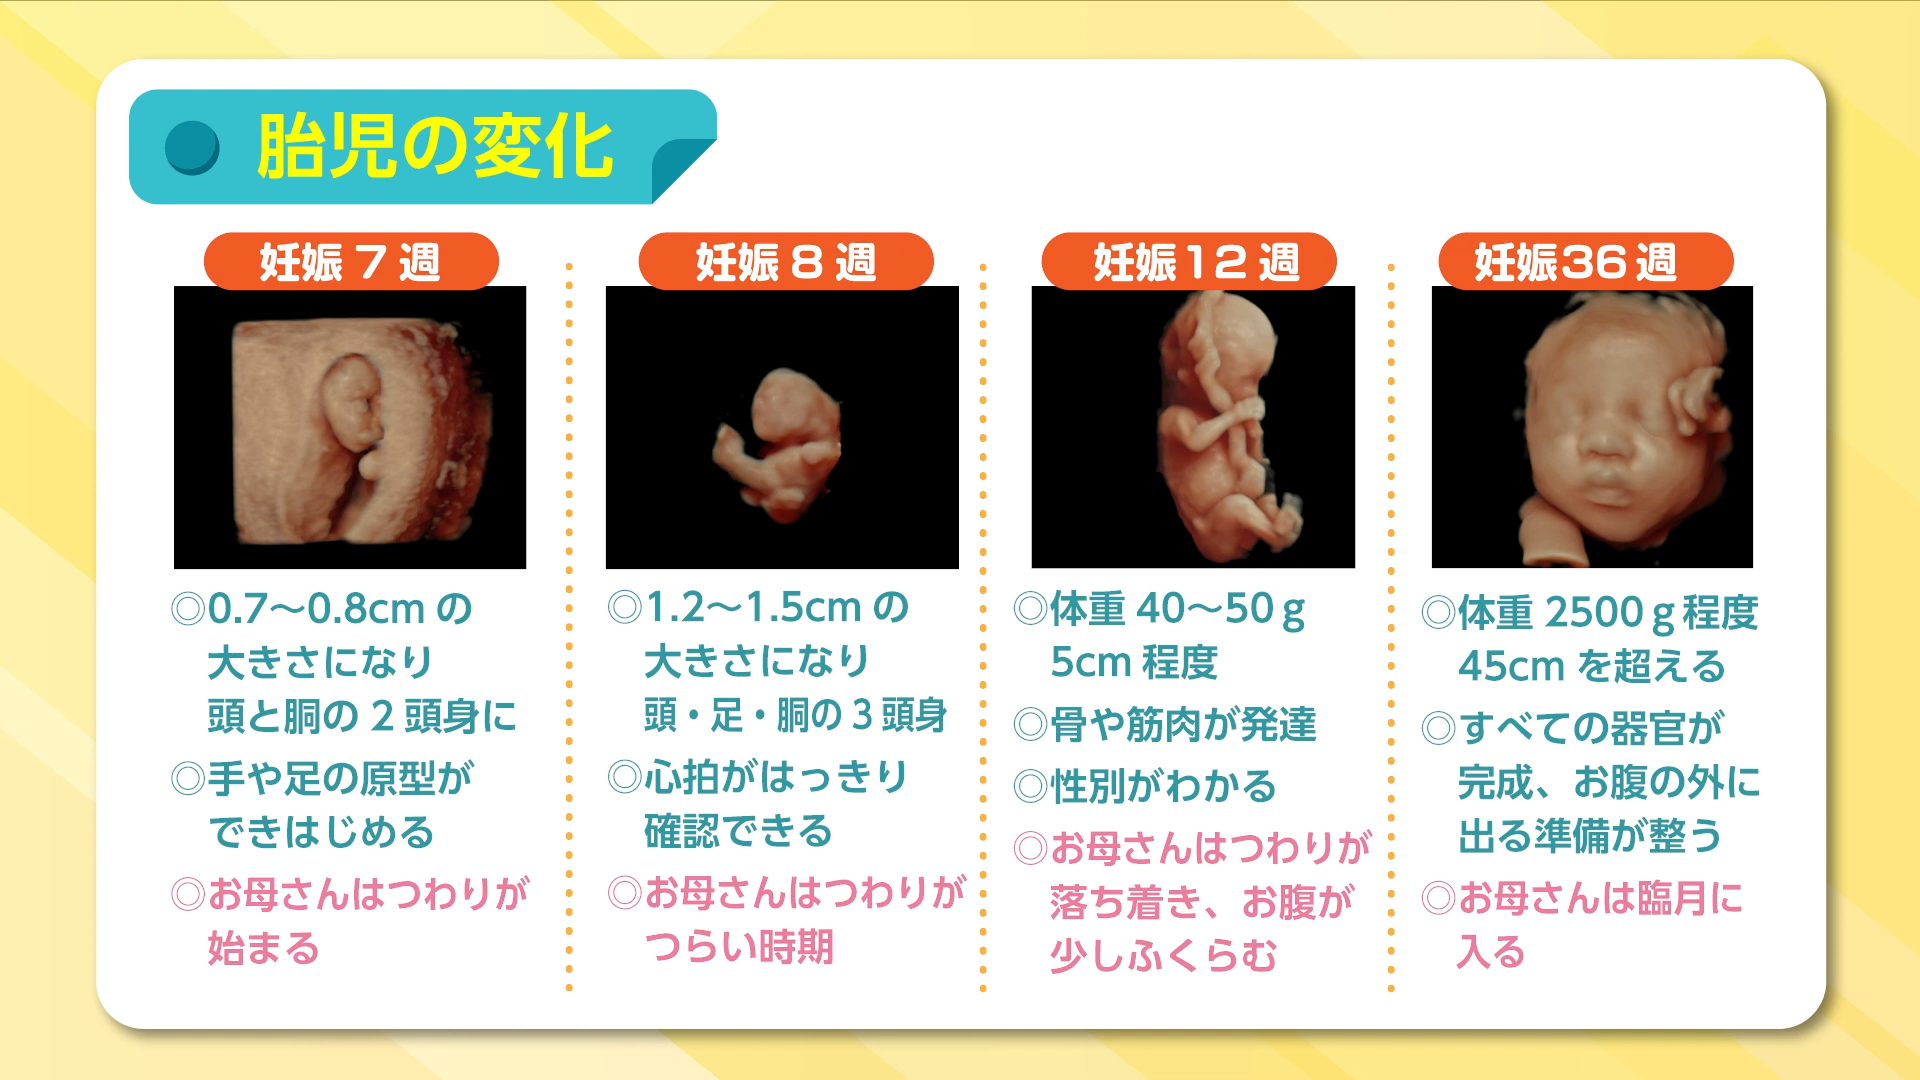 胎児の変化
妊娠7週
◎0.7～0.8cmの
大きさになり
頭と胴の2頭身に
◎手や足の原型が
できはじめる
◎お母さんはつわりが
始まる
妊娠8週
◎1.2～1.5cmの
大きさになり
頭・足・胴の3頭身
◎心拍がはっきり
確認できる
◎お母さんはつわりが
つらい時期
妊娠12週
◎体重40～50g
5cm程度
◎骨や筋肉が発達
◎性別がわかる
◎お母さんはつわりが
落ち着き、お腹が
少しふくらむ
妊娠36週
◎体重2500g程度
45cmを超える
◎すべての器官が
完成、お腹の外に
出る準備が整う
◎お母さんは臨月に
入る